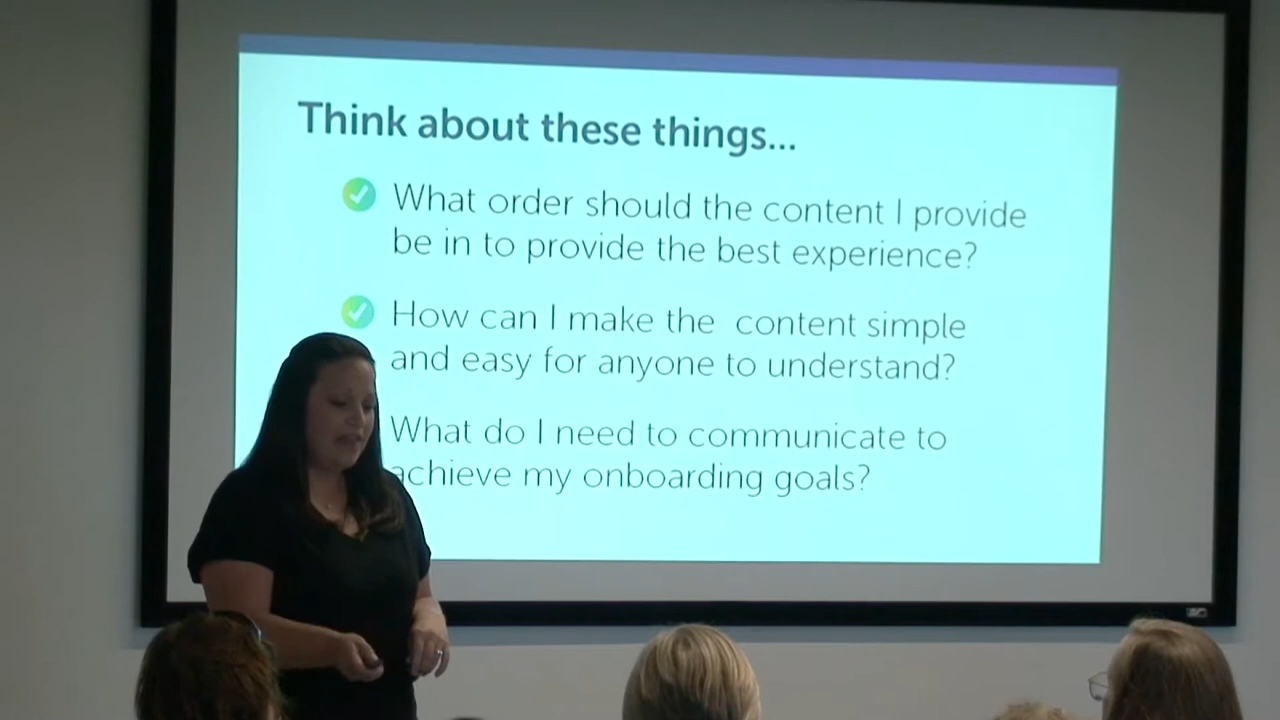 Think about these things...
What order should the content I provide
be in to provide the best experience?
How can I make the content simple
and easy for anyone to understand?
What do I need to communicate to
achieve my onboarding goals?